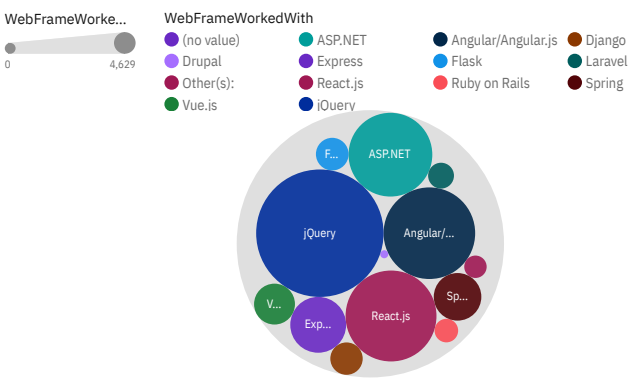 WebFrameWorke...
0
4,629
WebFrameWorkedWith
(no value)
ASP.NET
Angular/Angular.js
Django
Drupal
Express
Flask
Laravel
Other(s):
React.js
Ruby on Rails
Spring
Vue.js
jQuery
F...
ASP.NET
jQuery
Angular/...
V...
Exp...
React.js
Sp...